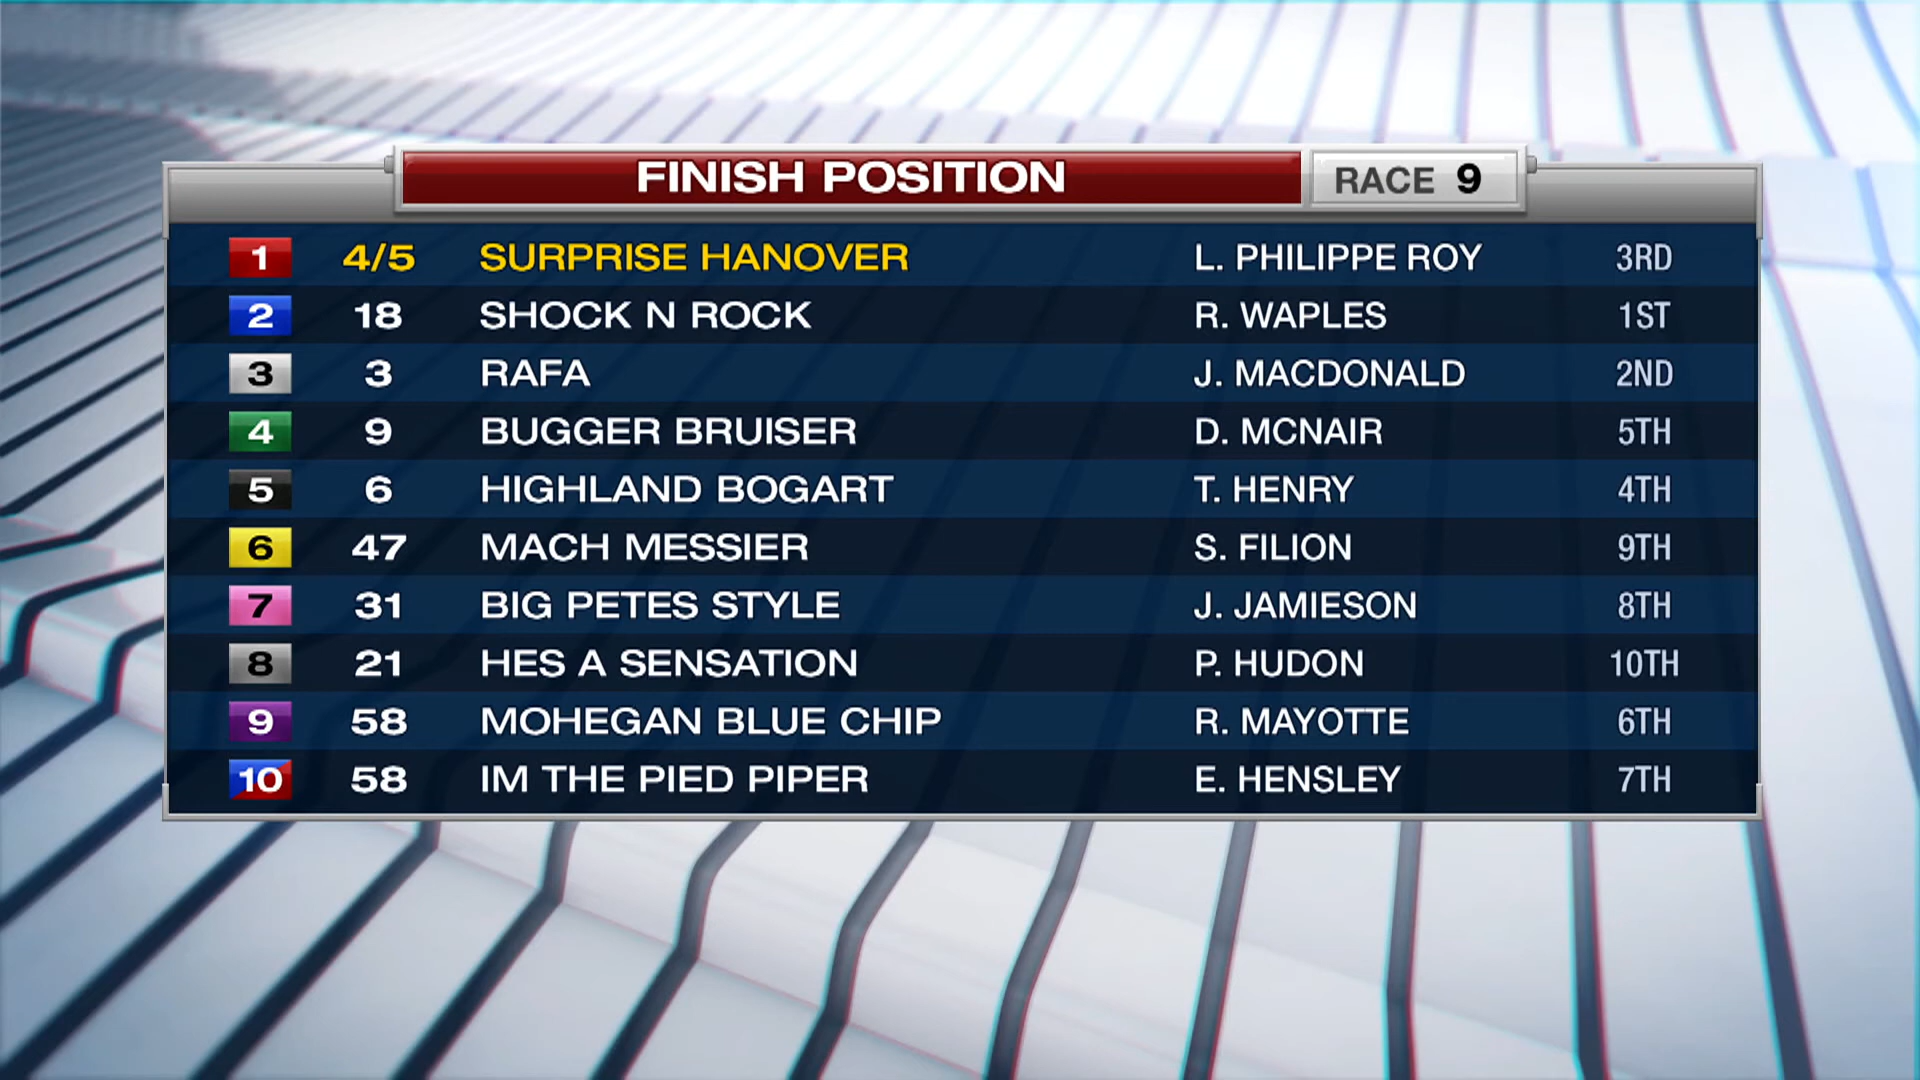 FINISH POSITION RACE 9
1 4/5 SURPRISE HANOVER L. PHILIPPE ROY 3RD
2 18 SHOCK N ROCK R. WAPLES 1ST
3 3 RAFA J. MACDONALD 2ND
4 9 BUGGER BRUISER D. MCNAIR 5TH
5 6 HIGHLAND BOGART T. HENRY 4TH
6 47 MACH MESSIER S. FILION 9TH
7 31 BIG PETES STYLE J. JAMIESON 8TH
8 21 HES A SENSATION P. HUDON 10TH
9 58 MOHEGAN BLUE CHIP R. MAYOTTE 6TH
10 58 IM THE PIED PIPER E. HENSLEY 7TH